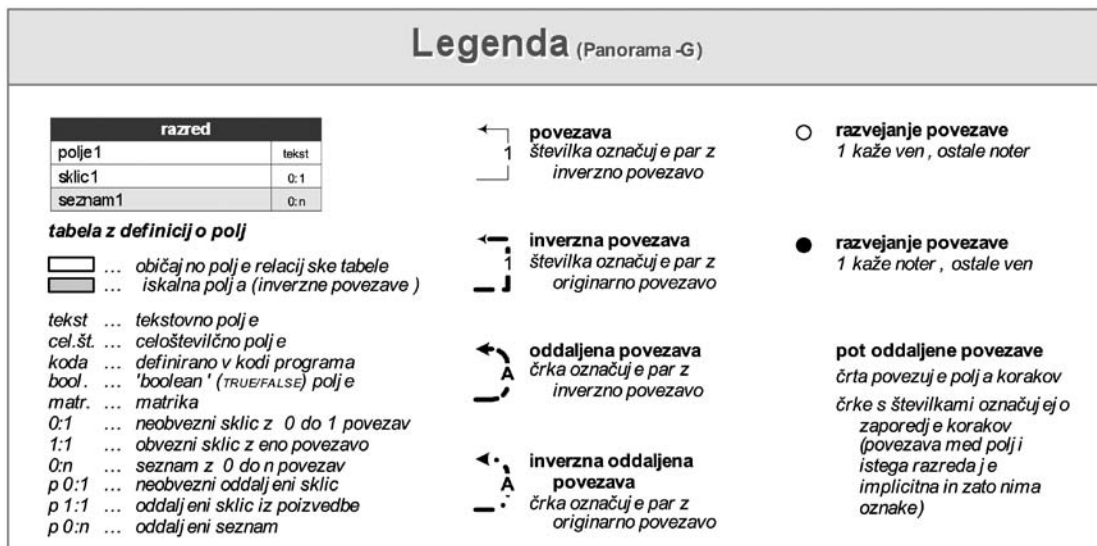 Legenda (Panorama -G)
razred
polje1 tekst
sklic1 0:1
seznam1 0:n
tabela z definicijo polj
... običajno polje relacijske tabele
... iskalna polja (inverzne povezave )
tekst ... tekstovno polje
cel.št. ... celoštevilčno polje
koda ... definirano v kodi programa
bool. ... 'boolean' (TRUE/FALSE) polje
matr. ... matrika
0:1 ... neobvezni sklic z 0 do 1 povezav
1:1 ... obvezni sklic z eno povezavo
0:n ... seznam z 0 do n povezav
p 0:1 ... neobvezni oddaljeni sklic
p 1:1 ... oddaljeni sklic iz poizvedbe
p 0:n ... oddaljeni seznam
1
povezava
številka označuje par z
inverzno povezavo
1
inverzna povezava
številka označuje par z
originarno povezavo
A
oddaljena povezava
črka označuje par z
inverzno povezavo
A
inverzna oddaljena
povezava
črka označuje par z
originarno povezavo
razvejanje povezave
1 kaže ven , ostale noter
razvejanje povezave
1 kaže noter , ostale ven
pot oddaljene povezave
črta povezuje polja korakov
črke s številkami označujejo
zaporedje korakov
(povezava med polji
istega razreda je
implicitna in zato nima
oznake)